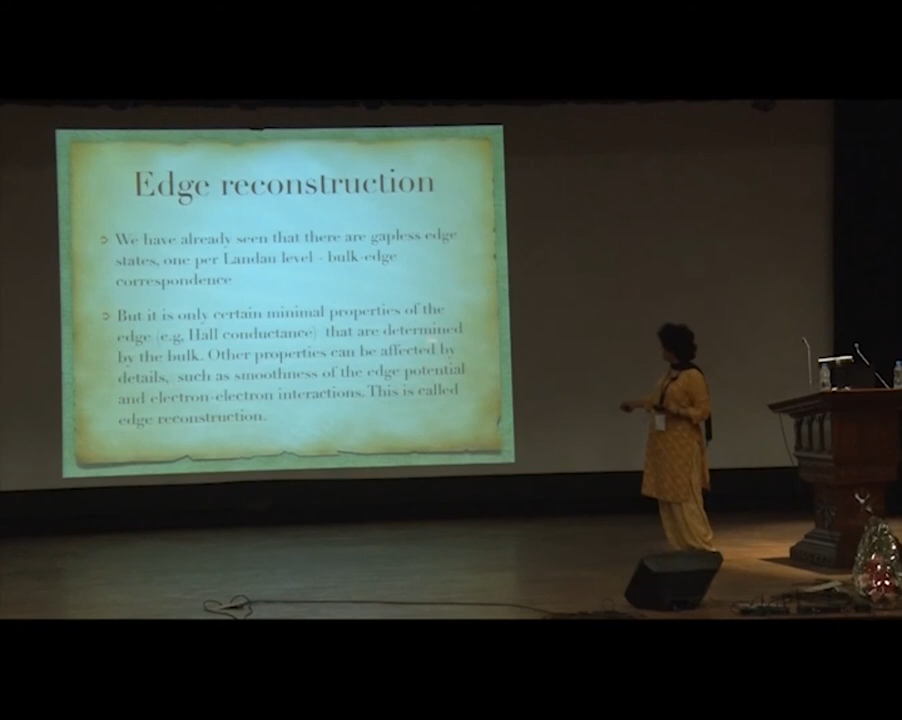 Edge reconstruction
We have already seen that there are gapless edge
states, one per Landau level - bulk-edge
correspondence
But it is only certain minimal properties of the
edge (e.g, Hall conductance) that are determined
by the bulk. Other properties can be affected by
details, such as smoothness of the edge potential
and electron-electron interactions. This is called
edge reconstruction.